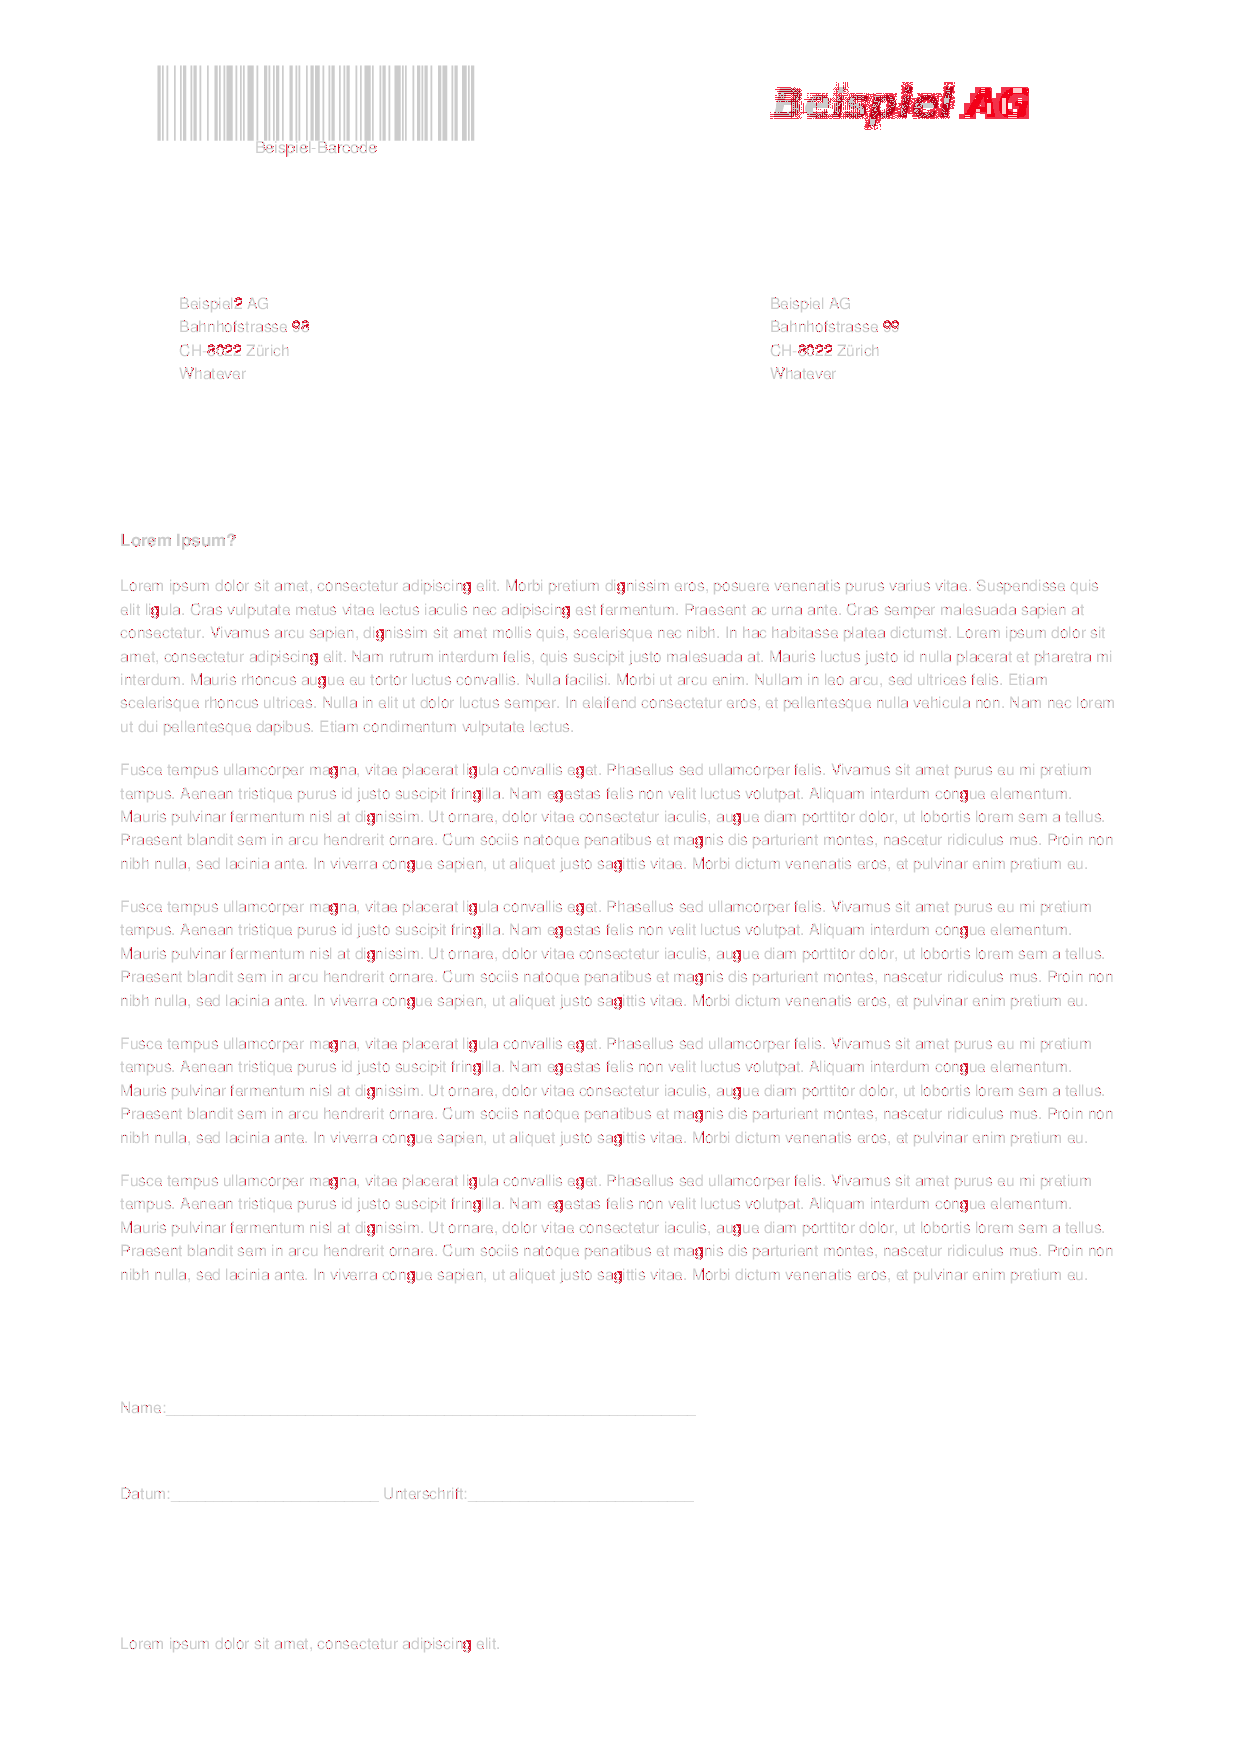 Beispiel AG
Beispiel-Barcode
Beispiel2 AG
Bahnhofstrasse
CH-8022 Zürich
Whatever
Beispiel AG
Bahnhofstrasse 99
CH-8022 Zürich
Whatever
Lorem Ipsum?
Lorem ipsum dolor sit amet, consectetur adipiscing elit. Morbi pretium dignissim eros, posuere venenatis purus varius vitae. Suspendisse quis
elit ligula. Cras vulputate metus vitae lectus iaculis nec adipiscing est fermentum. Praesent ac urna ante. Cras semper malesuada sapien at
consectetur. Vivamus arcu sapien, dignissim sit amet mollis quis, scelerisque nec nibh. In hac habitasse platea dictumst. Lorem ipsum dolor sit
amet, consectetur adipiscing elit. Nam rutrum interdum felis, quis suscipit justo malesuada at. Mauris luctus justo id nulla placerat et pharetra mi
interdum. Mauris rhoncus augue eu tortor luctus convallis. Nulla facilisi. Morbi ut arcu enim. Nullam in leo arcu, sed ultrices felis. Etiam
scelerisque rhoncus ultrices. Nulla in elit ut dolor luctus semper. In eleifend consectetur eros, et pellentesque nulla vehicula non. Nam nec lorem
ut dui pellentesque dapibus. Etiam condimentum vulputate lectus.
Fusce tempus ullamcorper magna, vitae placerat ligula convallis eget. Phasellus sed ullamcorper felis. Vivamus sit amet purus eu mi pretium
tempus. Aenean tristique purus id justo suscipit fringilla. Nam egestas felis non velit luctus volutpat. Aliquam interdum congue elementum.
Mauris pulvinar fermentum nisl at dignissim. Ut ornare, dolor vitae consectetur iaculis, augue diam porttitor dolor, ut lobortis lorem sem a tellus.
Praesent blandit sem in arcu hendrerit ornare. Cum sociis natoque penatibus et magnis dis parturient montes, nascetur ridiculus mus. Proin non
nibh nulla, sed lacinia ante. In viverra congue sapien, ut aliquet justo sagittis vitae. Morbi dictum venenatis eros, et pulvinar enim pretium eu.
Fusce tempus ullamcorper magna, vitae placerat ligula convallis eget. Phasellus sed ullamcorper felis. Vivamus sit amet purus eu mi pretium
tempus. Aenean tristique purus id justo suscipit fringilla. Nam egestas felis non velit luctus volutpat. Aliquam interdum congue elementum.
Mauris pulvinar fermentum nisl at dignissim. Ut ornare, dolor vitae consectetur iaculis, augue diam porttitor dolor, ut lobortis lorem sem a tellus.
Praesent blandit sem in arcu hendrerit ornare. Cum sociis natoque penatibus et magnis dis parturient montes, nascetur ridiculus mus. Proin non
nibh nulla, sed lacinia ante. In viverra congue sapien, ut aliquet justo sagittis vitae. Morbi dictum venenatis eros, et pulvinar enim pretium eu.
Fusce tempus ullamcorper magna, vitae placerat ligula convallis eget. Phasellus sed ullamcorper felis. Vivamus sit amet purus eu mi pretium
tempus. Aenean tristique purus id justo suscipit fringilla. Nam egestas felis non velit luctus volutpat. Aliquam interdum congue elementum.
Mauris pulvinar fermentum nisl at dignissim. Ut ornare, dolor vitae consectetur iaculis, augue diam porttitor dolor, ut lobortis lorem sem a tellus.
Praesent blandit sem in arcu hendrerit ornare. Cum sociis natoque penatibus et magnis dis parturient montes, nascetur ridiculus mus. Proin non
nibh nulla, sed lacinia ante. In viverra congue sapien, ut aliquet justo sagittis vitae. Morbi dictum venenatis eros, et pulvinar enim pretium eu.
Fusce tempus ullamcorper magna, vitae placerat ligula convallis eget. Phasellus sed ullamcorper felis. Vivamus sit amet purus eu mi pretium
tempus. Aenean tristique purus id justo suscipit fringilla. Nam egestas felis non velit luctus volutpat. Aliquam interdum congue elementum.
Mauris pulvinar fermentum nisl at dignissim. Ut ornare, dolor vitae consectetur iaculis, augue diam porttitor dolor, ut lobortis lorem sem a tellus.
Praesent blandit sem in arcu hendrerit ornare. Cum sociis natoque penatibus et magnis dis parturient montes, nascetur ridiculus mus. Proin non
nibh nulla, sed lacinia ante. In viverra congue sapien, ut aliquet justo sagittis vitae. Morbi dictum venenatis eros, et pulvinar enim pretium eu.
Name:
Datum: Unterschrift:
Lorem ipsum dolor sit amet, consectetur adipiscing elit.